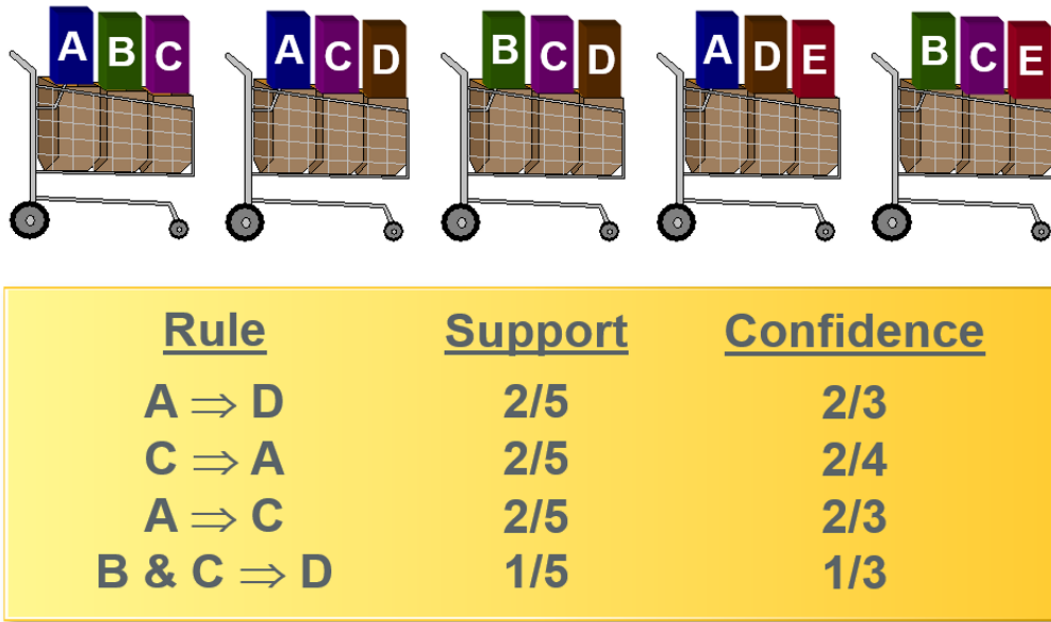 A B C A C D B C D A D E B C E
Rule Support Confidence
A ⇒ D 2/5 2/3
C ⇒ A 2/5 2/4
A ⇒ C 2/5 2/3
B & C ⇒ D 1/5 1/3